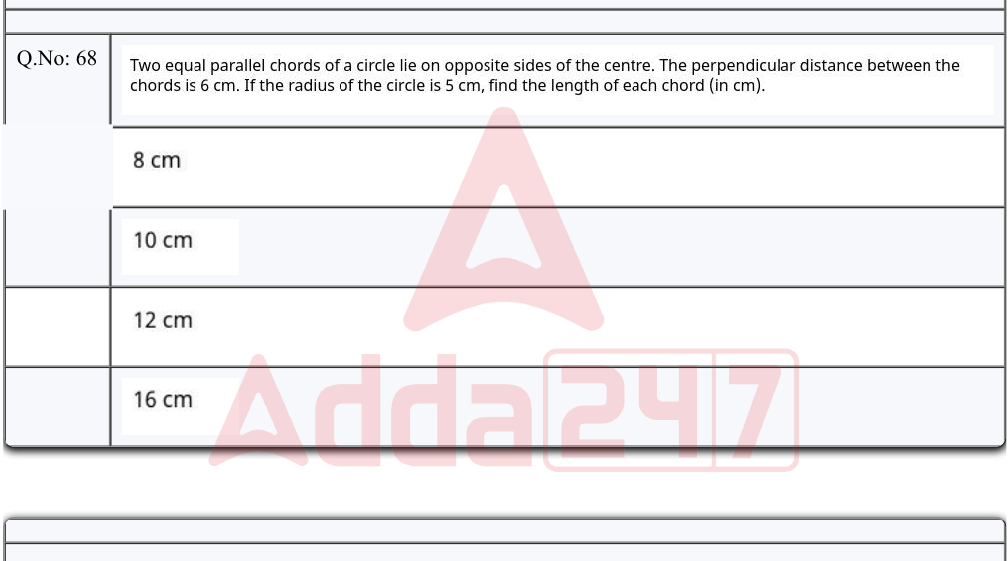 Q.No: 68
Two equal parallel chords of a circle lie on opposite sides of the centre. The perpendicular distance between the
chords is 6 cm. If the radius of the circle is 5 cm, find the length of each chord (in cm).
8 cm
10 cm
12 cm
16 cm
Adda247